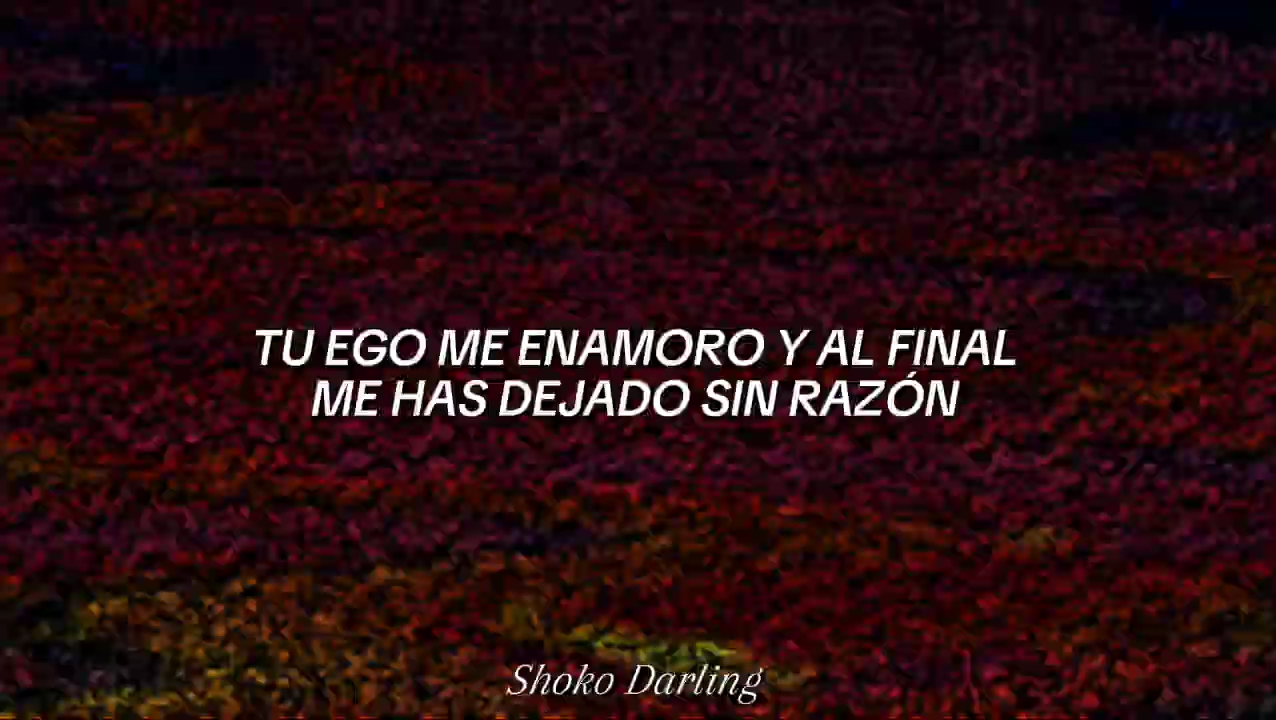 TU EGO ME ENAMORO Y AL FINAL
ME HAS DEJADO SIN RAZÓN
Shoko Darling